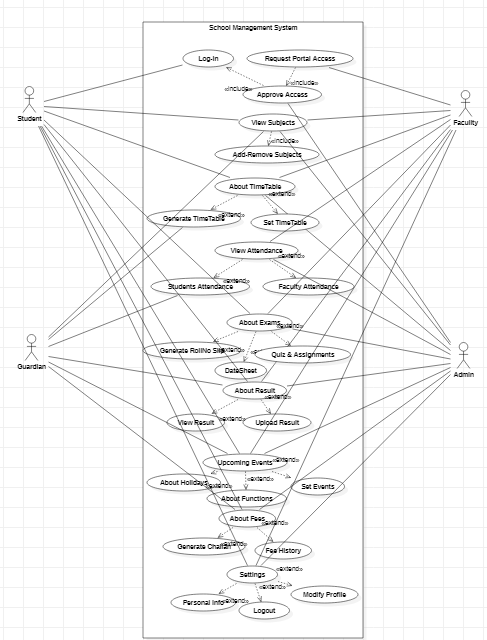 School Management System
Log-In
Request Portal Access
«include»
«include»
Approve Access
Student
Faculty
View Subjects
«include»
Add-Remove Subjects
About TimeTable
«extend»
Generate TimeTable
«extend»
Set TimeTable
View Attendance
«extend»
Students Attendance
«extend»
Faculty Attendance
About Exams
«extend»
Generate RollNo Slip
«extend»
Quiz & Assignments
Guardian
DateSheet
Admin
About Result
«extend»
View Result
«extend»
Upload Result
Upcoming Events
«extend»
«extend»
About Holidays
«extend»
Set Events
About Functions
About Fees
«extend»
Generate Challan
«extend»
Fee History
Settings
«extend»
«extend»
Personal Info
«extend»
Modify Profile
Logout